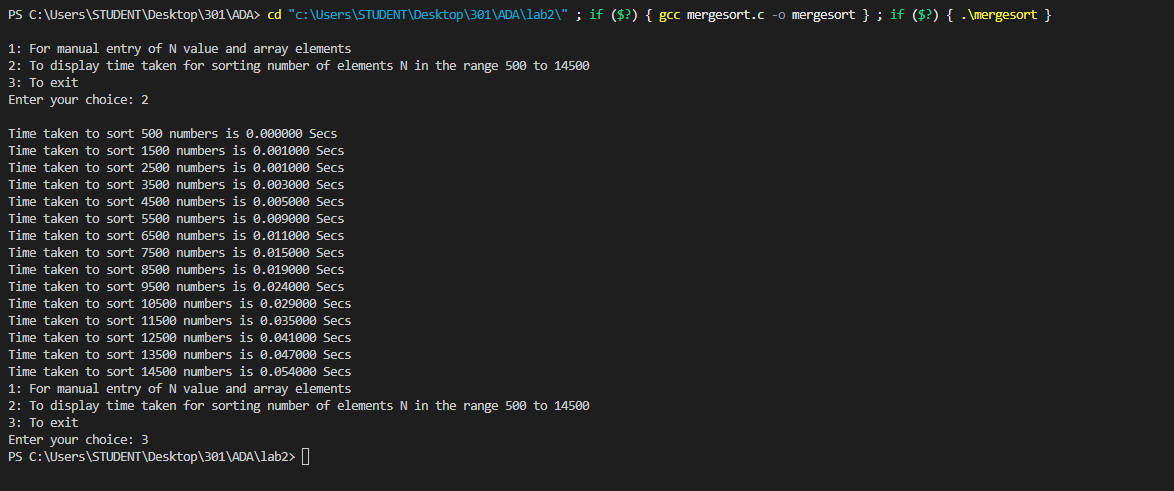 PS C:\Users\STUDENT\Desktop\301\ADA> cd "c:\Users\STUDENT\Desktop\301\ADA\lab2\" ; if ($?) { gcc mergesort.c -o mergesort } ; if ($?) { .\mergesort }
1: For manual entry of N value and array elements
2: To display time taken for sorting number of elements N in the range 500 to 14500
3: To exit
Enter your choice: 2
Time taken to sort 500 numbers is 0.000000 Secs
Time taken to sort 1500 numbers is 0.001000 Secs
Time taken to sort 2500 numbers is 0.001000 Secs
Time taken to sort 3500 numbers is 0.003000 Secs
Time taken to sort 4500 numbers is 0.005000 Secs
Time taken to sort 5500 numbers is 0.009000 Secs
Time taken to sort 6500 numbers is 0.011000 Secs
Time taken to sort 7500 numbers is 0.015000 Secs
Time taken to sort 8500 numbers is 0.019000 Secs
Time taken to sort 9500 numbers is 0.024000 Secs
Time taken to sort 10500 numbers is 0.029000 Secs
Time taken to sort 11500 numbers is 0.035000 Secs
Time taken to sort 12500 numbers is 0.041000 Secs
Time taken to sort 13500 numbers is 0.047000 Secs
Time taken to sort 14500 numbers is 0.054000 Secs
1: For manual entry of N value and array elements
2: To display time taken for sorting number of elements N in the range 500 to 14500
3: To exit
Enter your choice: 3
PS C:\Users\STUDENT\Desktop\301\ADA\lab2>